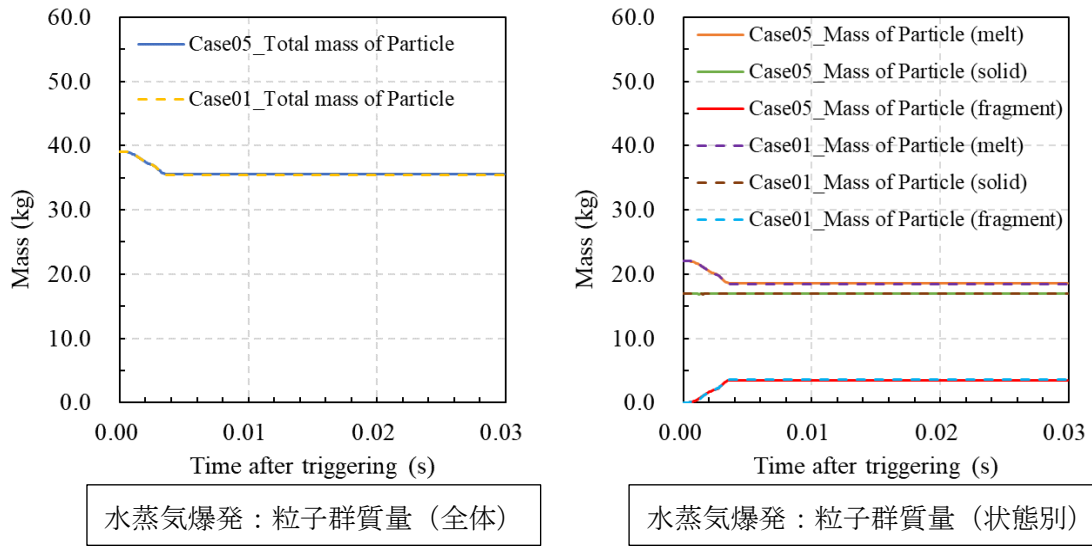 60.0
50.0
40.0
30.0
20.0
10.0
0.0
Mass (kg)
Case05_Total mass of Particle
Case01_Total mass of Particle
0.00 0.01 0.02 0.03
Time after triggering (s)
水蒸気爆発：粒子群質量（全体）
60.0
50.0
40.0
30.0
20.0
10.0
0.0
Mass (kg)
Case05_Mass of Particle (melt)
Case05_Mass of Particle (solid)
Case05_Mass of Particle (fragment)
Case01_Mass of Particle (melt)
Case01_Mass of Particle (solid)
Case01_Mass of Particle (fragment)
0.00 0.01 0.02 0.03
Time after triggering (s)
水蒸気爆発：粒子群質量（状態別）